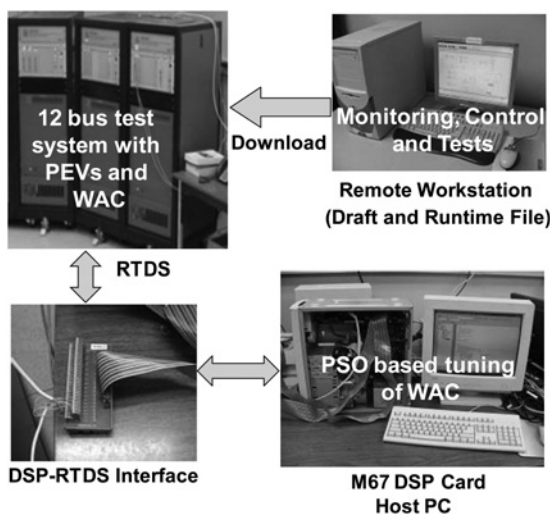 12 bus test
system with
PEVs and
WAC
Download
Monitoring, Control
and Tests
Remote Workstation
(Draft and Runtime File)
RTDS
DSP-RTDS Interface
PSO based tuning
of WAC
M67 DSP Card
Host PC